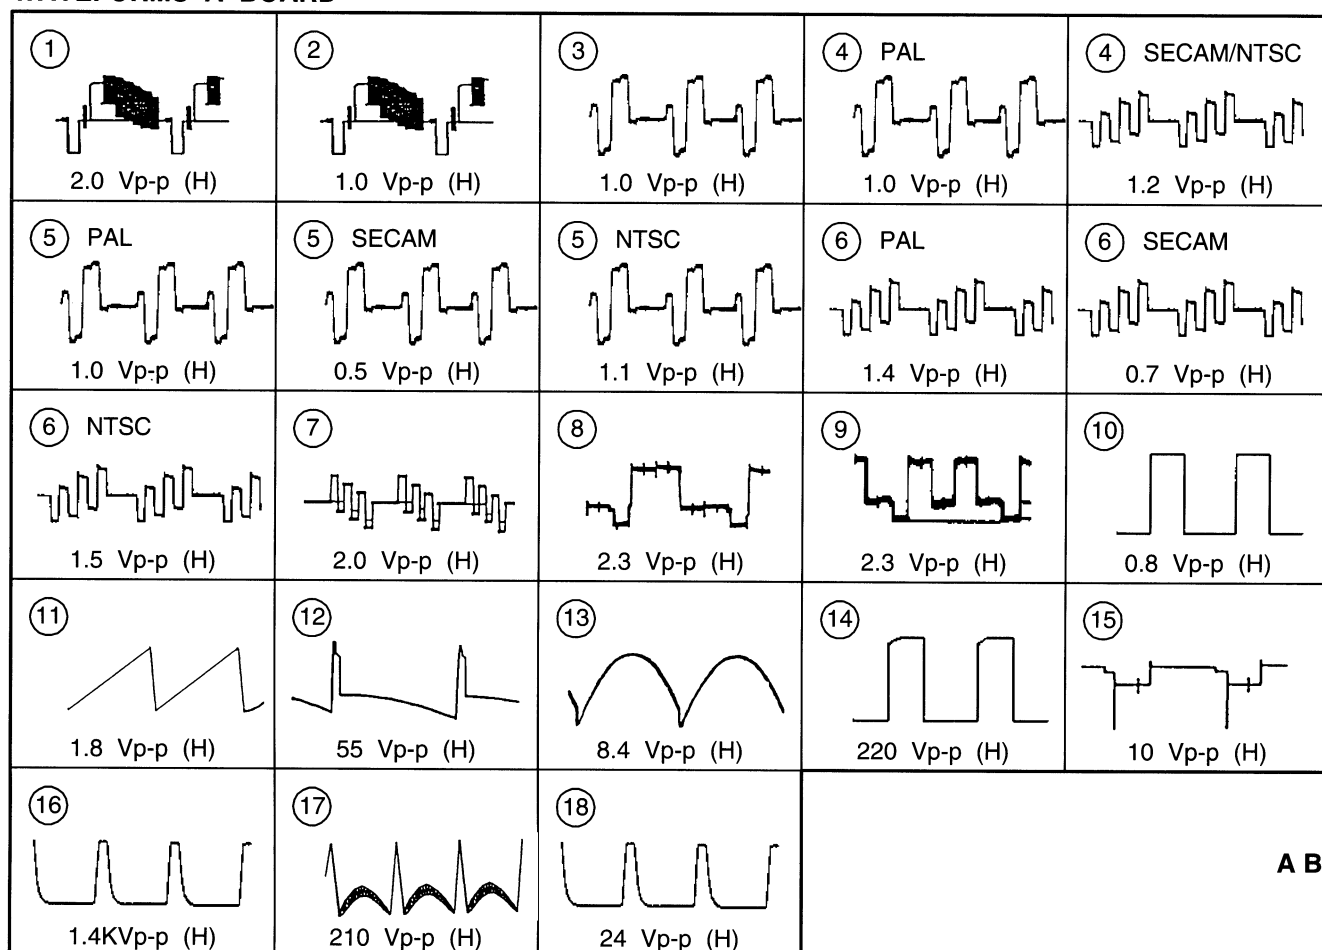 WAVEFORMS A BOARD
1 2 3 4 PAL 4 SECAM/NTSC
2.0 Vp-p (H) 1.0 Vp-p (H) 1.0 Vp-p (H) 1.0 Vp-p (H) 1.2 Vp-p (H)
5 PAL 5 SECAM 5 NTSC 6 PAL 6 SECAM
1.0 Vp-p (H) 0.5 Vp-p (H) 1.1 Vp-p (H) 1.4 Vp-p (H) 0.7 Vp-p (H)
6 NTSC 7 8 9 10
1.5 Vp-p (H) 2.0 Vp-p (H) 2.3 Vp-p (H) 2.3 Vp-p (H) 0.8 Vp-p (H)
11 12 13 14 15
1.8 Vp-p (H) 55 Vp-p (H) 8.4 Vp-p (H) 220 Vp-p (H) 10 Vp-p (H)
16 17 18
A B
1.4KVp-p (H) 210 Vp-p (H) 24 Vp-p (H)